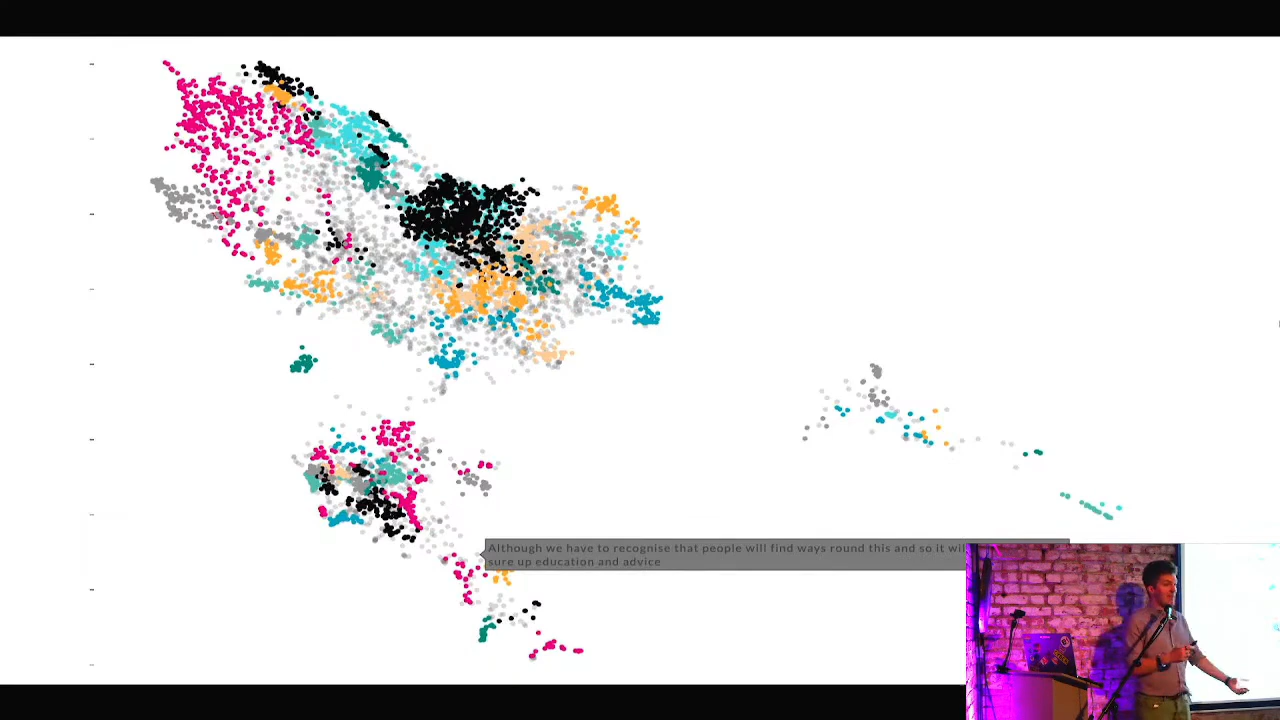 Although we have to recognise that people will find ways round this and so it wil
sure up education and advice